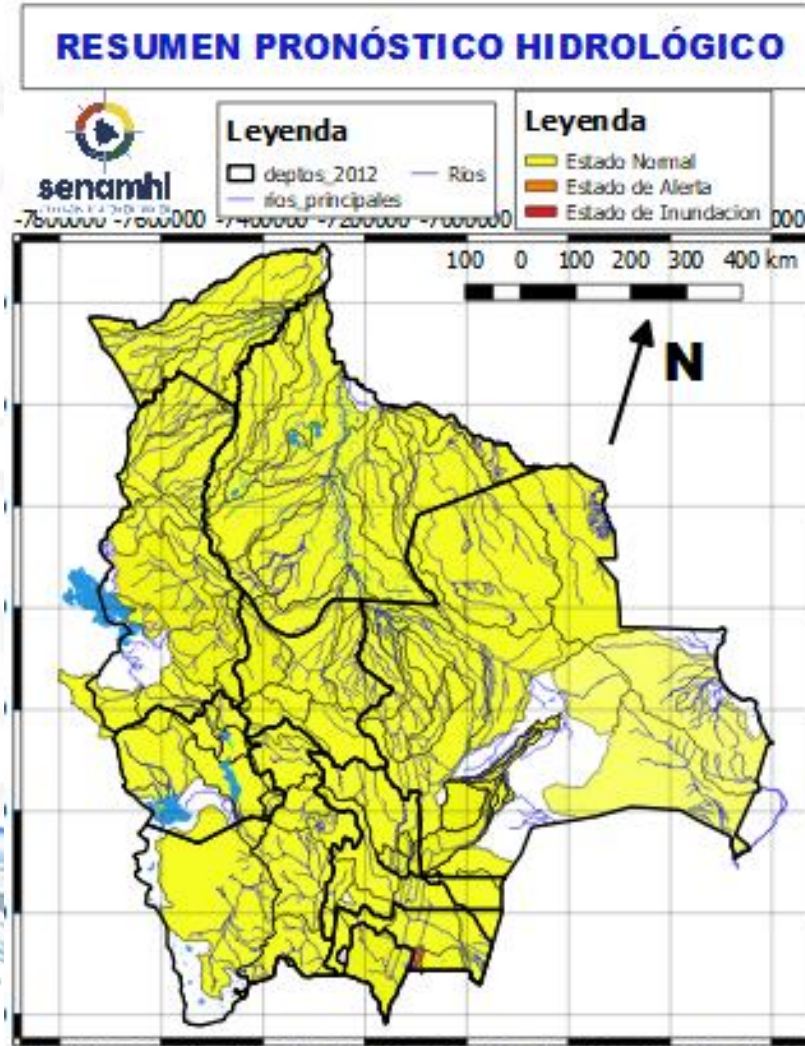 RESUMEN PRONÓSTICO HIDROLÓGICO
senamhi
Leyenda
deptos_2012
Rios
rios_principales
Leyenda
Estado Normal
Estado de Alerta
Estado de Inundacion
-7600000 -7400000 -7200000 -7000000
100 0 100 200 300 400 km
N